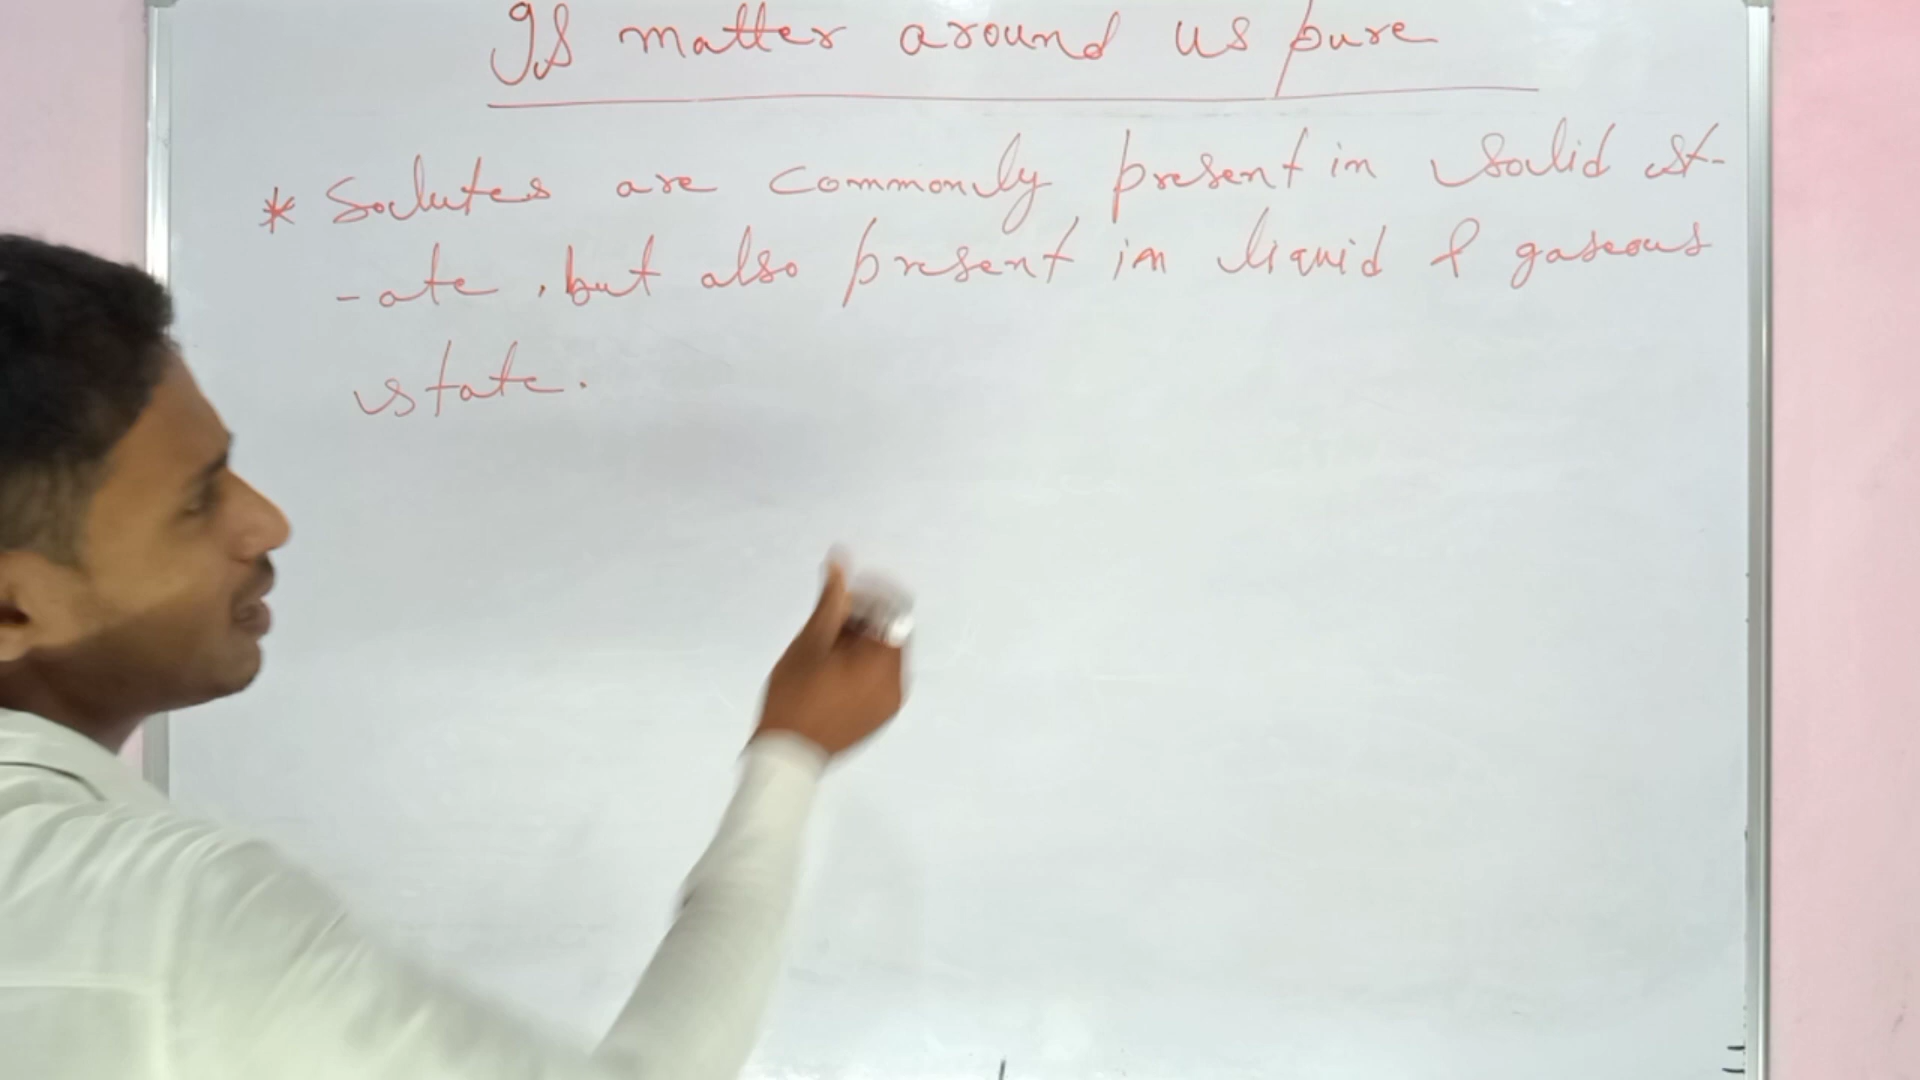 Is matter around us pure
* Solutes are commonly present in solid st-
-ate, but also present in liquid & gaseous
state.